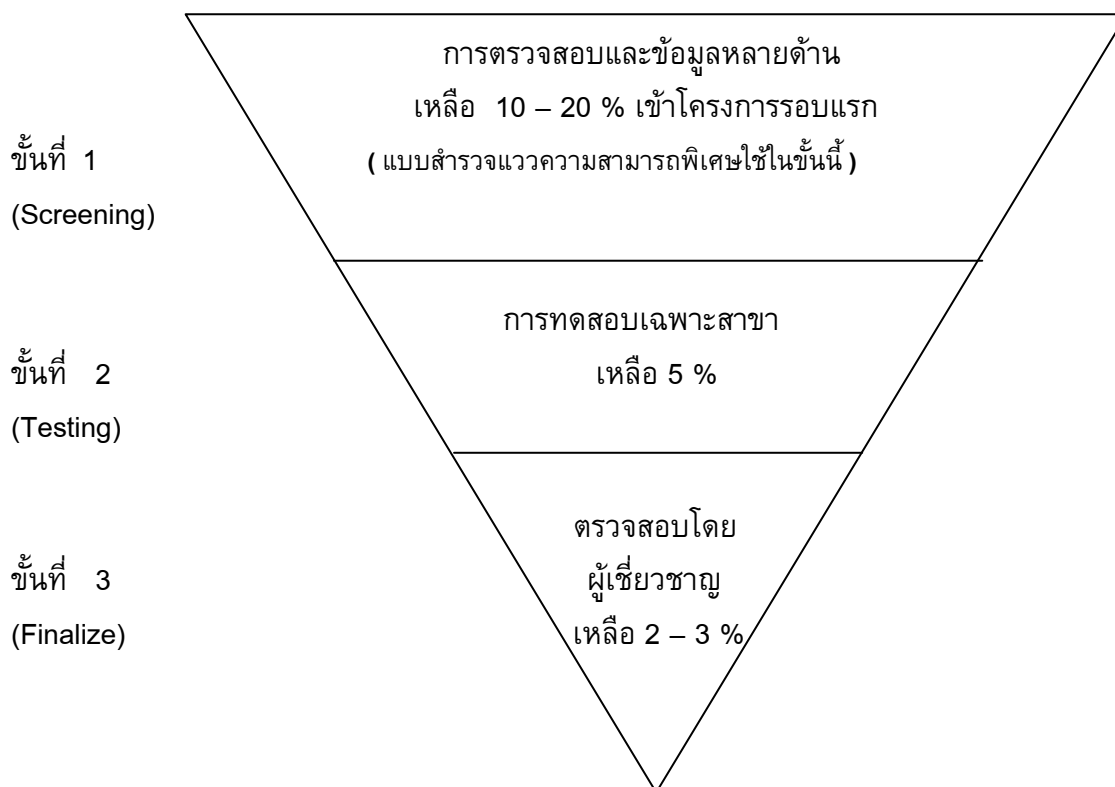 การตรวจสอบและข้อมูลหลายด้าน
เหลือ 10 – 20 % เข้าโครงการรอบแรก
( แบบสำรวจแววความสามารถพิเศษใช้ในขั้นนี้ )
ขั้นที่ 1
(Screening)
การทดสอบเฉพาะสาขา
เหลือ 5 %
ขั้นที่ 2
(Testing)
ตรวจสอบโดย
ผู้เชี่ยวชาญ
เหลือ 2 – 3 %
ขั้นที่ 3
(Finalize)